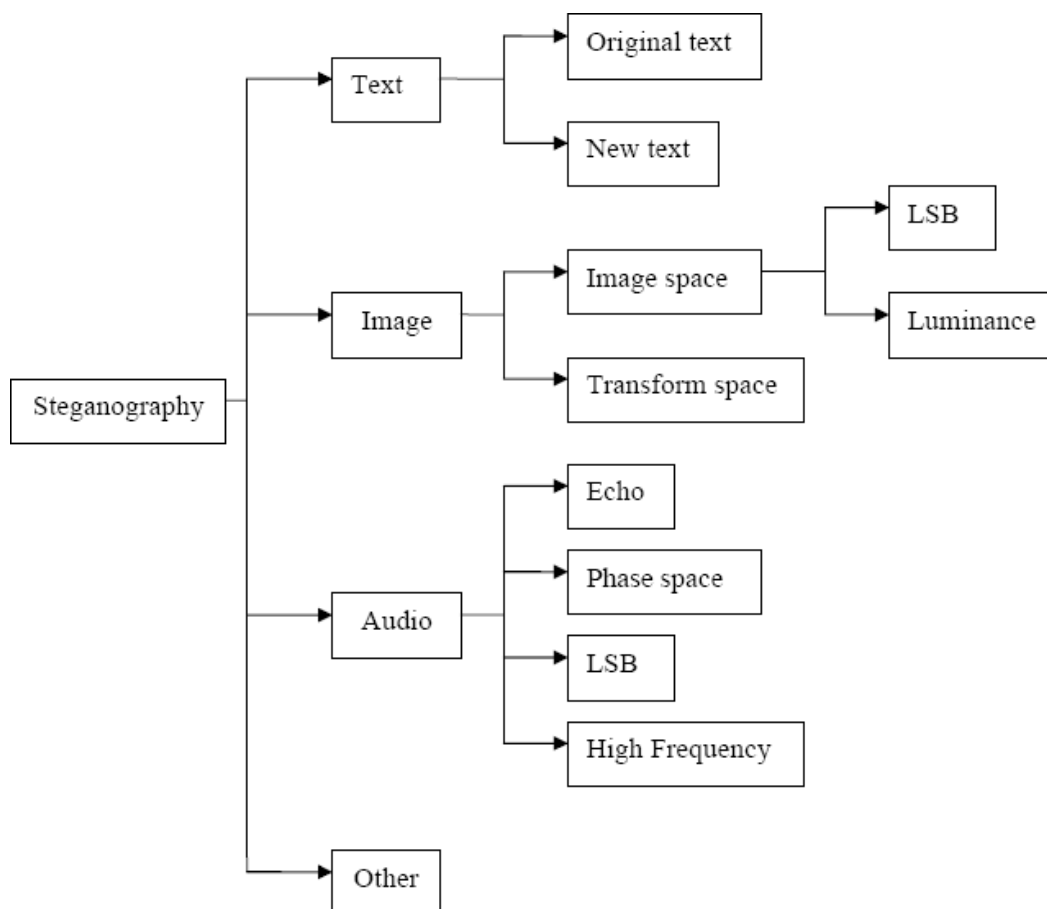 Original text
Text
New text
LSB
Image space
Image
Luminance
Transform space
Steganography
Echo
Phase space
Audio
LSB
High Frequency
Other